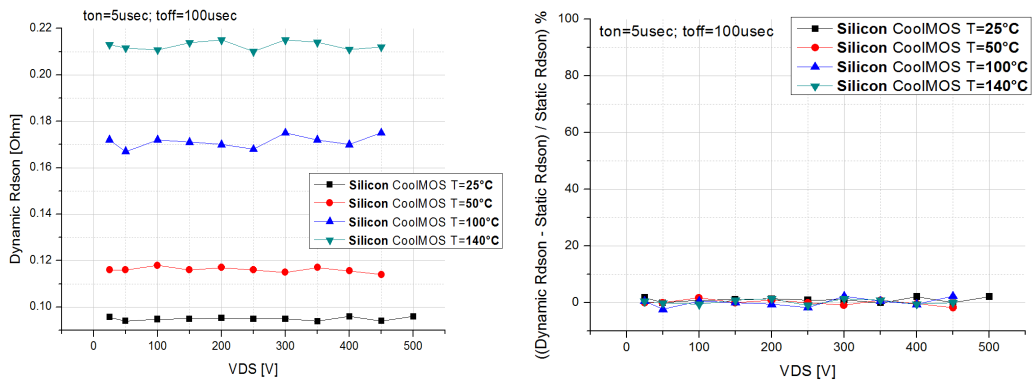 ton=5usec; toff=100usec
Dynamic Rdson [Ohm]
0.22
0.20
0.18
0.16
0.14
0.12
0.10
Silicon CoolMOS T=25°C
Silicon CoolMOS T=50°C
Silicon CoolMOS T=100°C
Silicon CoolMOS T=140°C
0 100 200 300 400 500
VDS [V]
ton=5usec; toff=100usec
Silicon CoolMOS T=25°C
Silicon CoolMOS T=50°C
Silicon CoolMOS T=100°C
Silicon CoolMOS T=140°C
((Dynamic Rdson - Static Rdson) / Static Rdson) %
100
80
60
40
20
0
0 100 200 300 400 500
VDS [V]